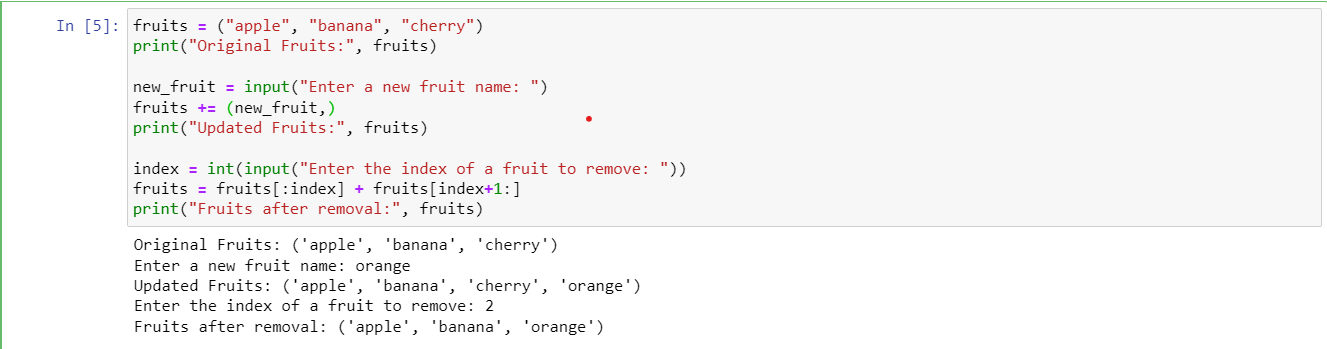 In [5]:
fruits = ("apple", "banana", "cherry")
print("Original Fruits:", fruits)
new_fruit = input("Enter a new fruit name: ")
fruits += (new_fruit,)
print("Updated Fruits:", fruits)
index = int(input("Enter the index of a fruit to remove: "))
fruits = fruits[:index] + fruits[index+1:]
print("Fruits after removal:", fruits)
Original Fruits: ('apple', 'banana', 'cherry')
Enter a new fruit name: orange
Updated Fruits: ('apple', 'banana', 'cherry', 'orange')
Enter the index of a fruit to remove: 2
Fruits after removal: ('apple', 'banana', 'orange')